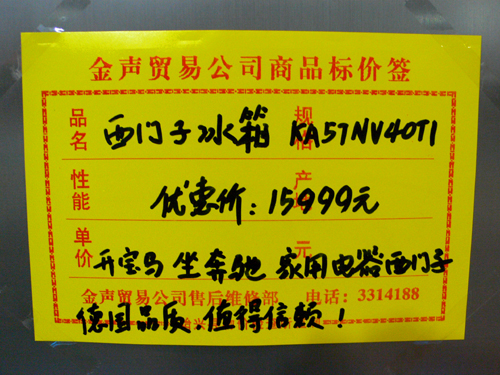 金声贸易公司商品标价签
品名 西门子冰箱 规格 KA57NV40TI
性能 产
优惠价：15999元
单价 元
开宝马 坐奔驰 家用电器西门子
金声贸易公司售后维修部 电话：3314188
德国品质，值得信赖！